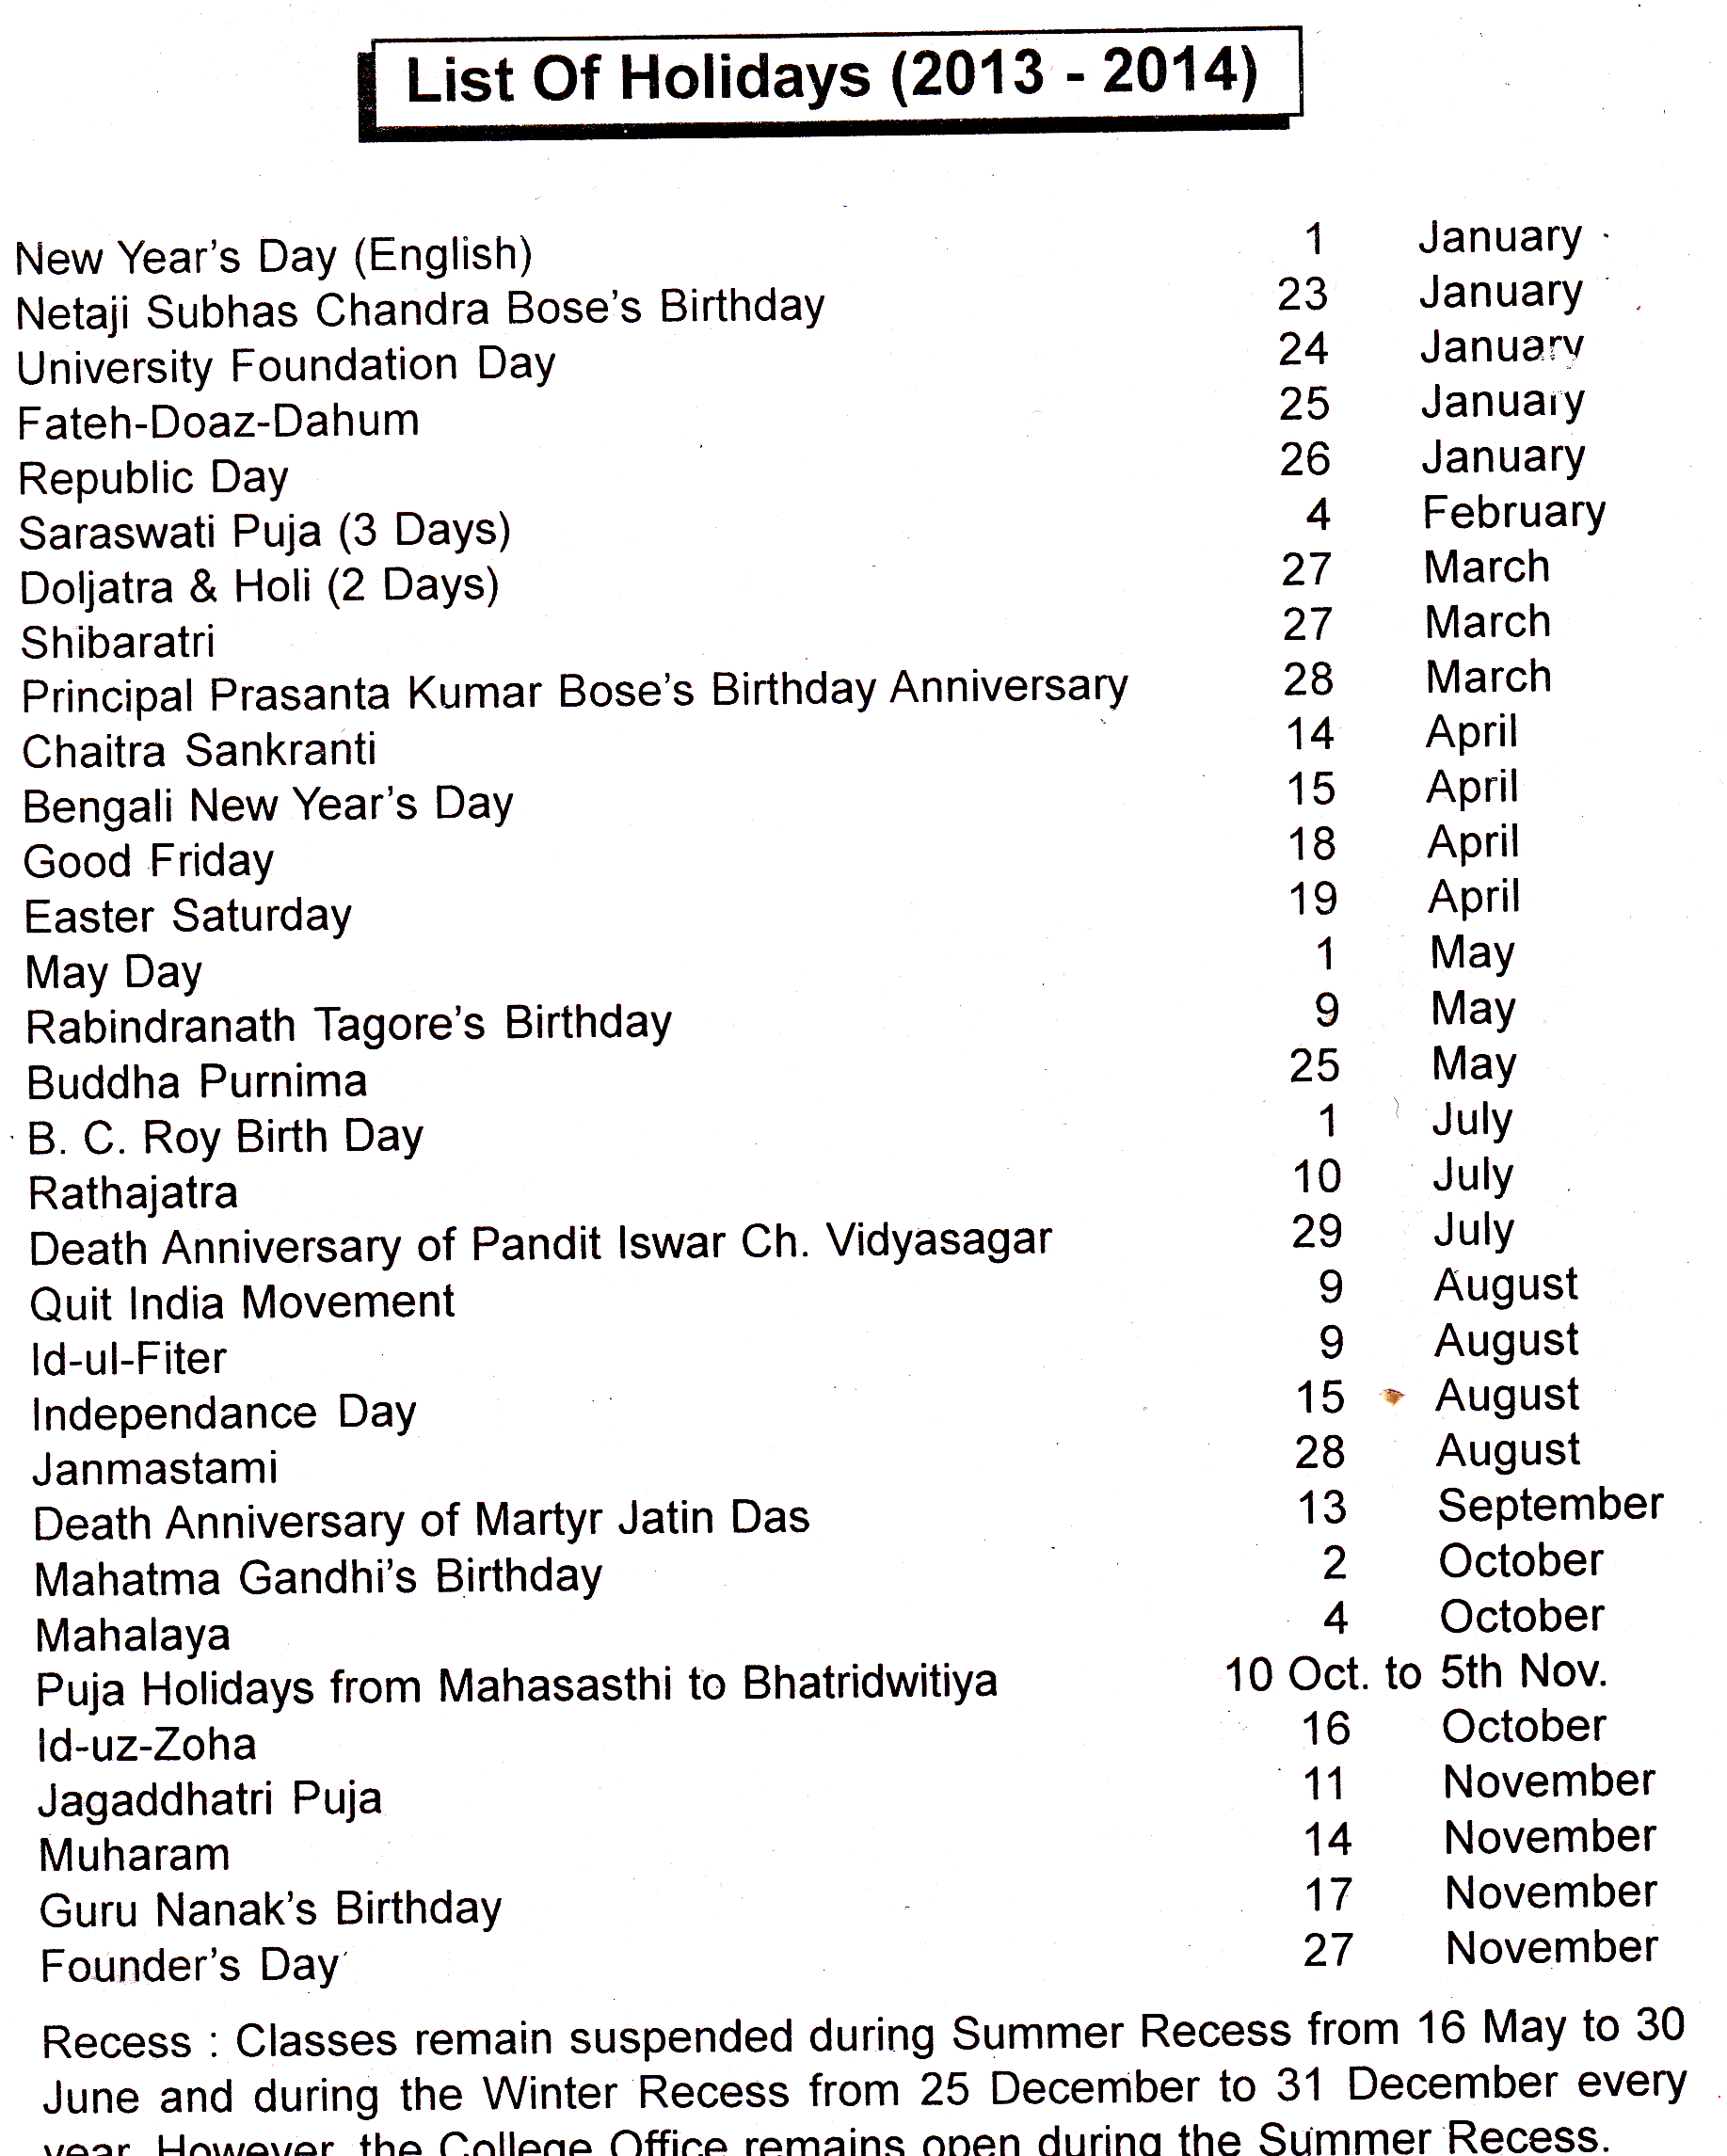 List Of Holidays (2013 - 2014)
New Year's Day (English) 1 January
Netaji Subhas Chandra Bose's Birthday 23 January
University Foundation Day 24 January
Fateh-Doaz-Dahum 25 January
Republic Day 26 January
Saraswati Puja (3 Days) 4 February
Doljatra & Holi (2 Days) 27 March
Shibaratri 27 March
Principal Prasanta Kumar Bose's Birthday Anniversary 28 March
Chaitra Sankranti 14 April
Bengali New Year's Day 15 April
Good Friday 18 April
Easter Saturday 19 April
May Day 1 May
Rabindranath Tagore's Birthday 9 May
Buddha Purnima 25 May
B. C. Roy Birth Day 1 July
Rathajatra 10 July
Death Anniversary of Pandit Iswar Ch. Vidyasagar 29 July
Quit India Movement 9 August
Id-ul-Fiter 9 August
Independance Day 15 August
Janmastami 28 August
Death Anniversary of Martyr Jatin Das 13 September
Mahatma Gandhi's Birthday 2 October
Mahalaya 4 October
Puja Holidays from Mahasasthi to Bhatridwitiya 10 Oct. to 5th Nov.
Id-uz-Zoha 16 October
Jagaddhatri Puja 11 November
Muharam 14 November
Guru Nanak's Birthday 17 November
Founder's Day 27 November
Recess : Classes remain suspended during Summer Recess from 16 May to 30
June and during the Winter Recess from 25 December to 31 December every
year. However, the College Office remains open during the Summer Recess.